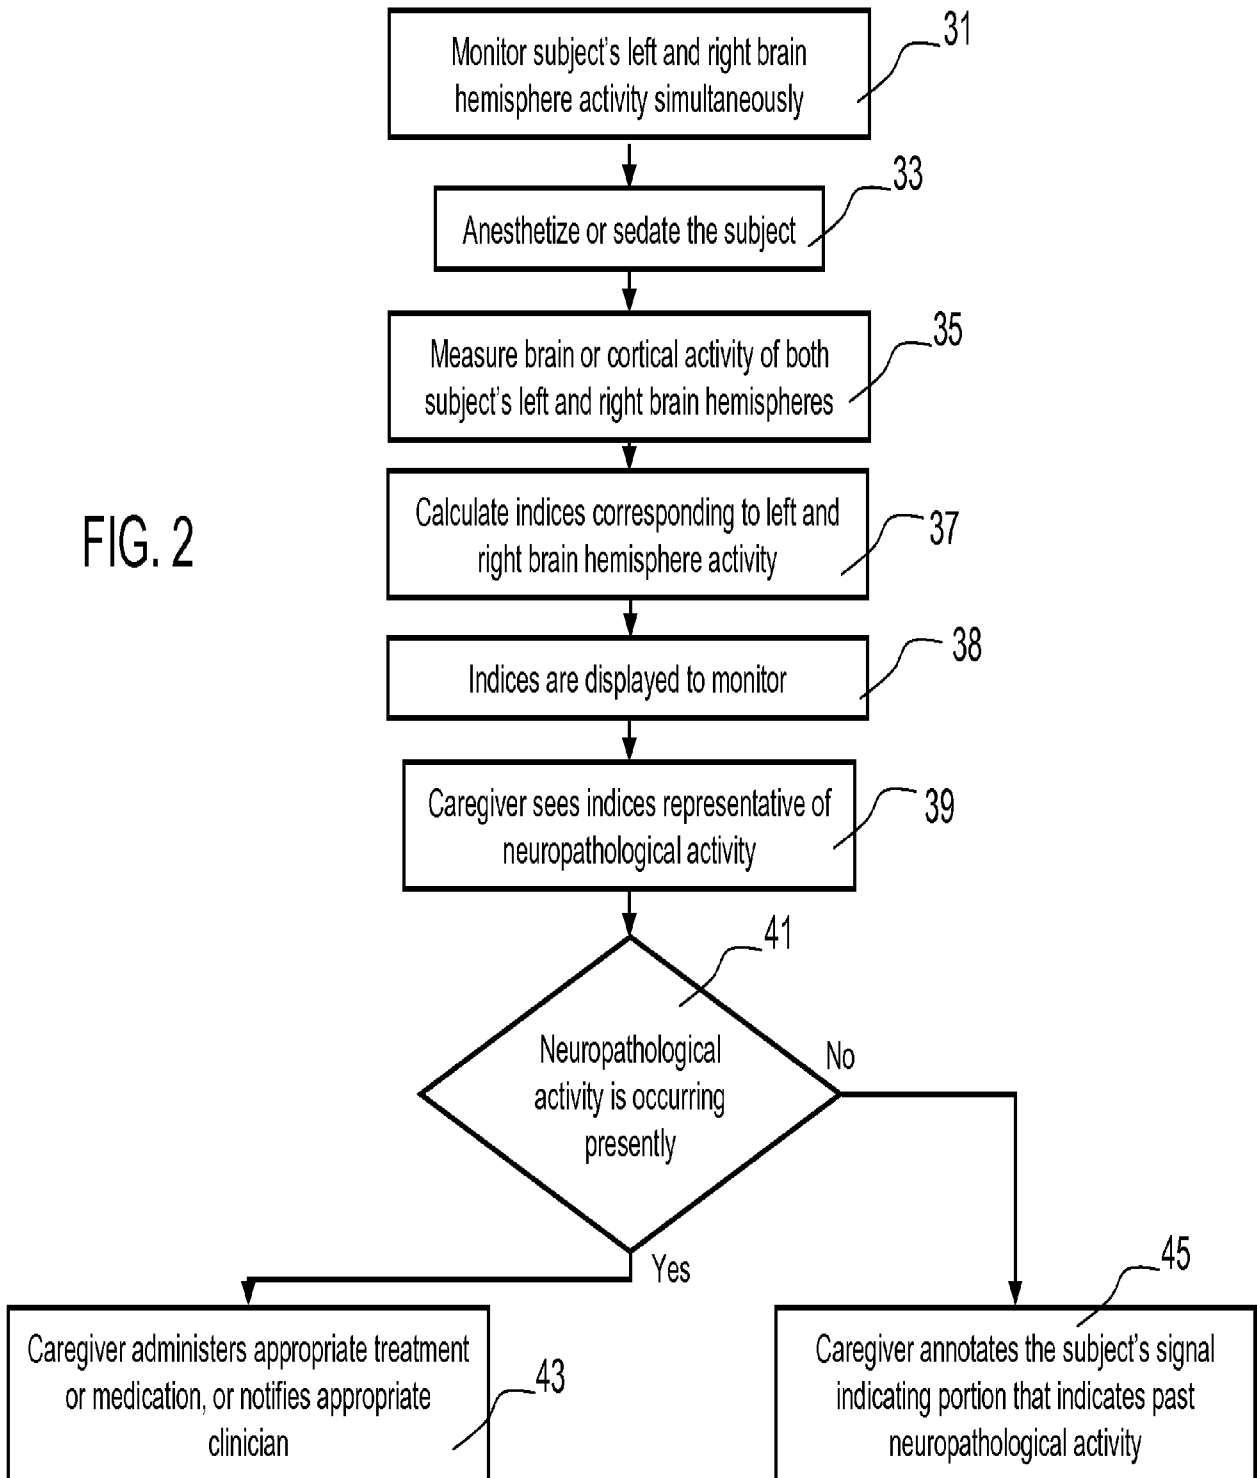 Monitor subject's left and right brain
hemisphere activity simultaneously
31
Anesthetize or sedate the subject
33
Measure brain or cortical activity of both
subject's left and right brain hemispheres
35
FIG. 2
Calculate indices corresponding to left and
right brain hemisphere activity
37
Indices are displayed to monitor
38
Caregiver sees indices representative of
neuropathological activity
39
41
Neuropathological
activity is occurring
presently
No
Yes
Caregiver administers appropriate treatment
or medication, or notifies appropriate
clinician
43
45
Caregiver annotates the subject's signal
indicating portion that indicates past
neuropathological activity